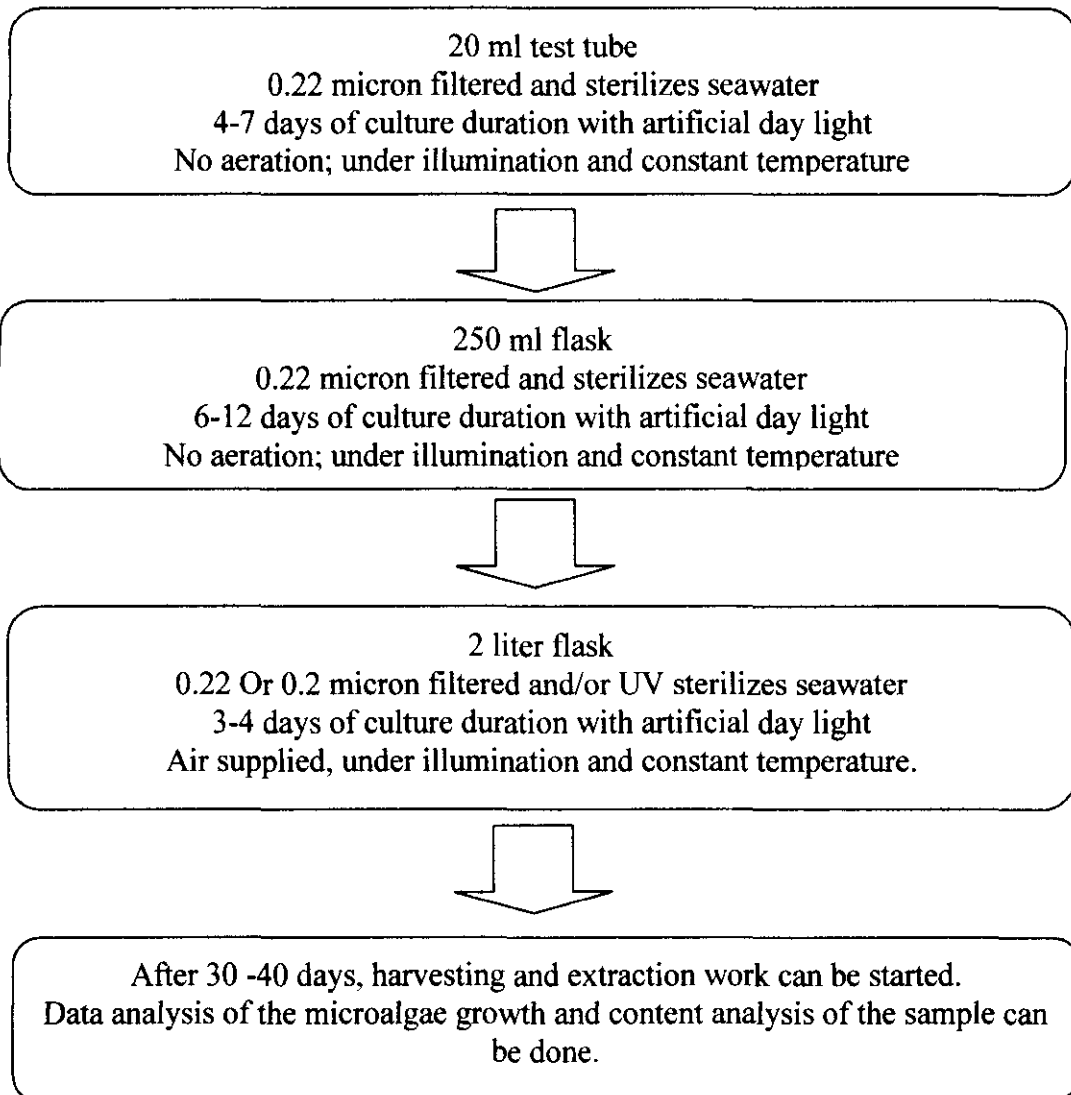 20 ml test tube
0.22 micron filtered and sterilizes seawater
4-7 days of culture duration with artificial day light
No aeration; under illumination and constant temperature
250 ml flask
0.22 micron filtered and sterilizes seawater
6-12 days of culture duration with artificial day light
No aeration; under illumination and constant temperature
2 liter flask
0.22 Or 0.2 micron filtered and/or UV sterilizes seawater
3-4 days of culture duration with artificial day light
Air supplied, under illumination and constant temperature.
After 30 -40 days, harvesting and extraction work can be started.
Data analysis of the microalgae growth and content analysis of the sample can
be done.